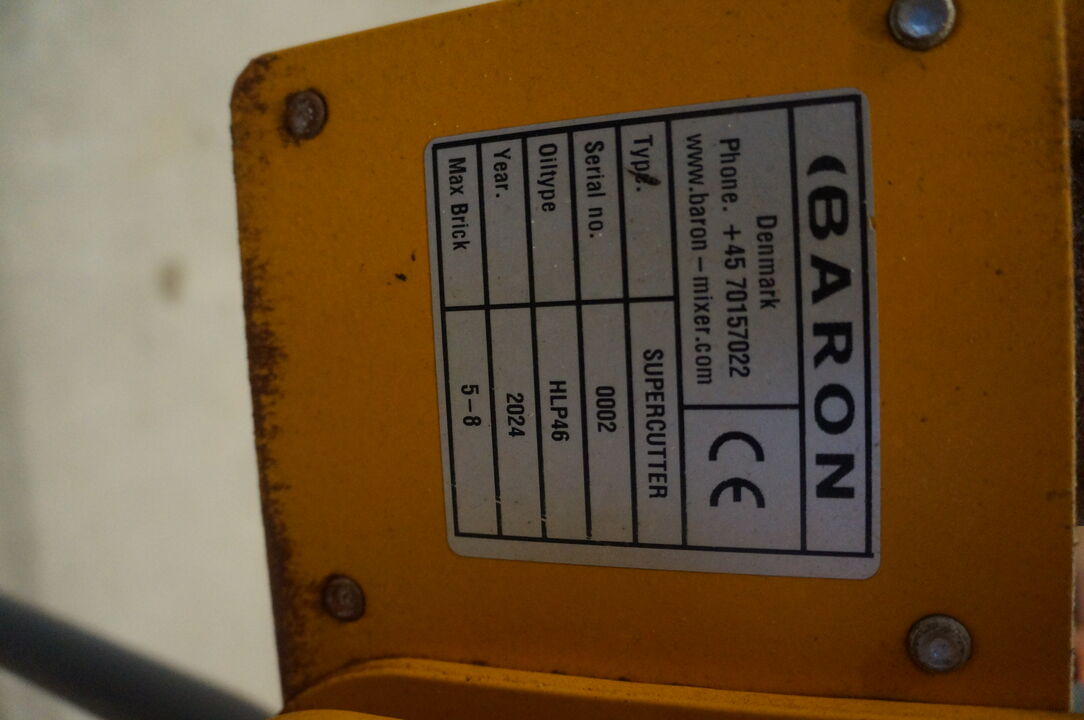 BARON
Denmark
Phone. +45 70157022
www.baron-mixer.com
CE
Type. SUPERCUTTER
Serial no: 0002
Oiltype HLP46
Year. 2024
Max Brick 5-8